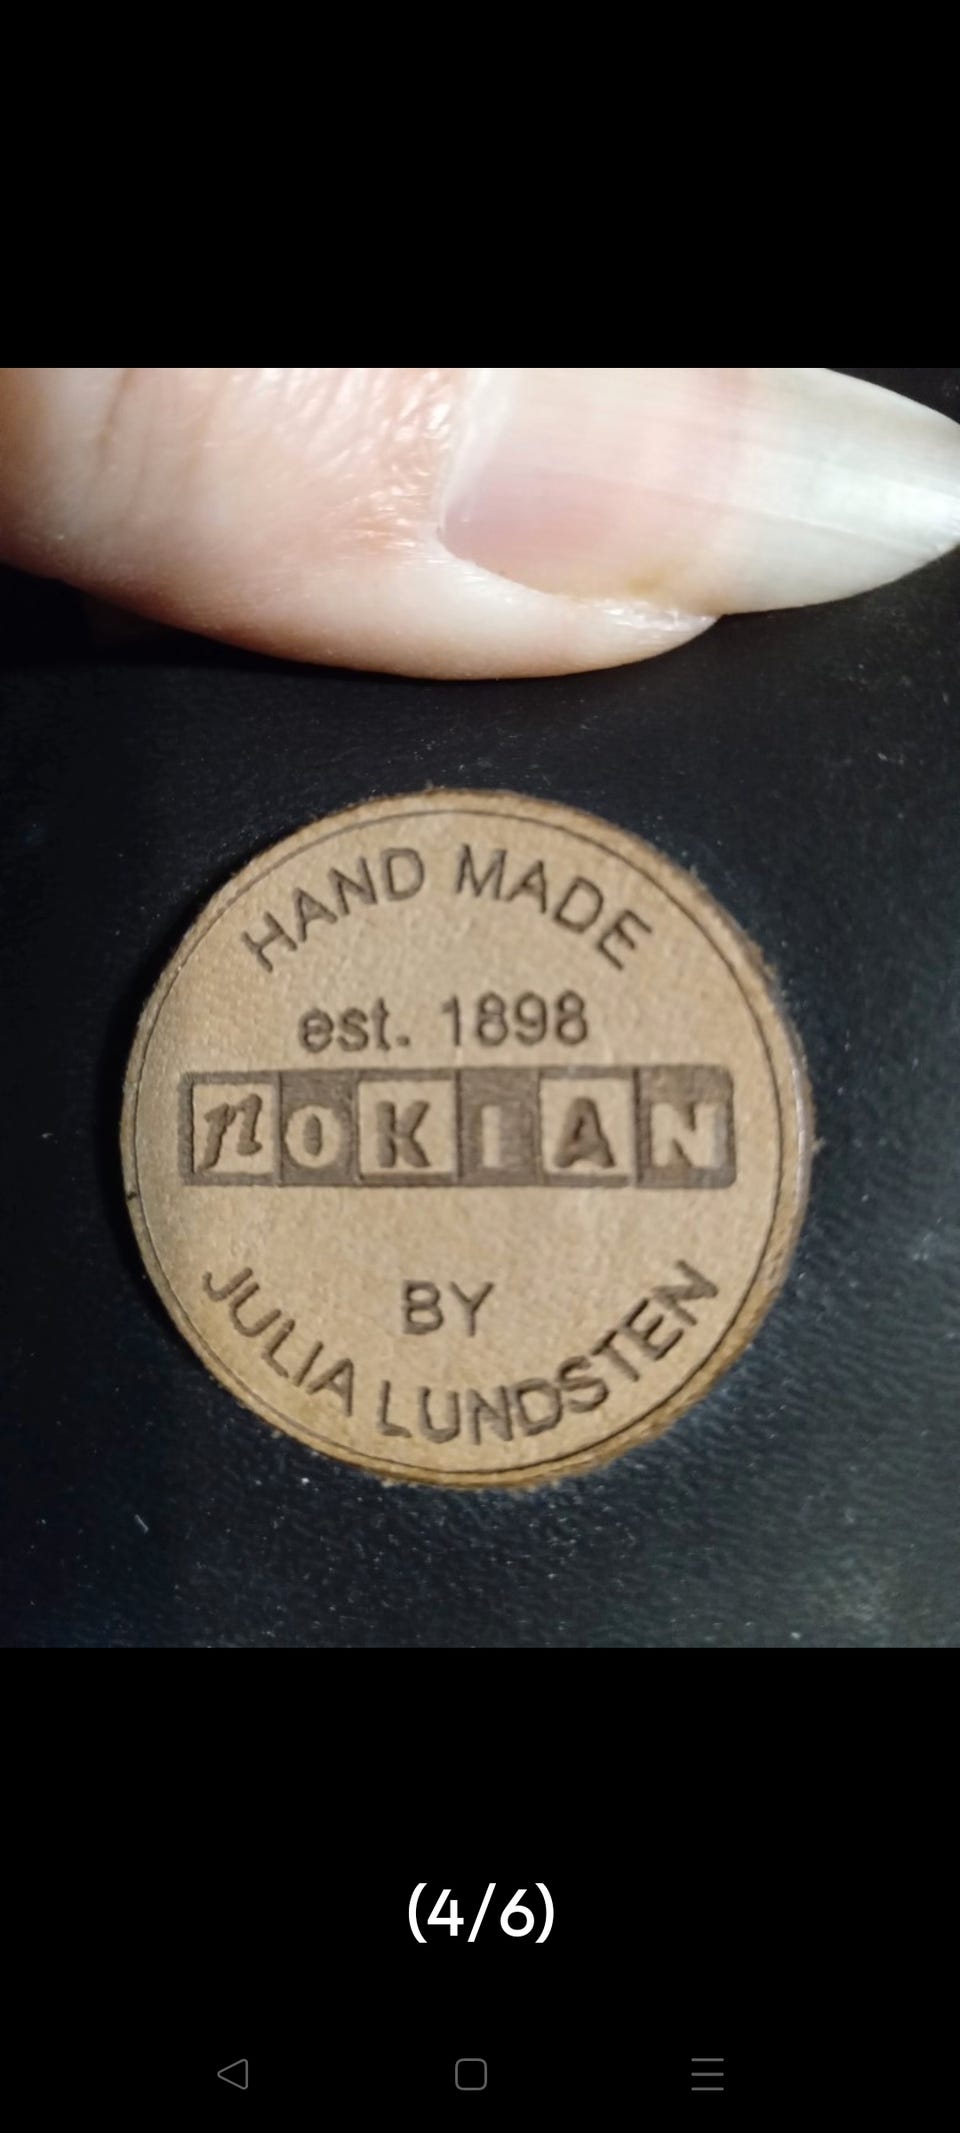 HAND MADE
est. 1898
nOKIAN
BY
JULIA LUNDSTEN
(4/6)